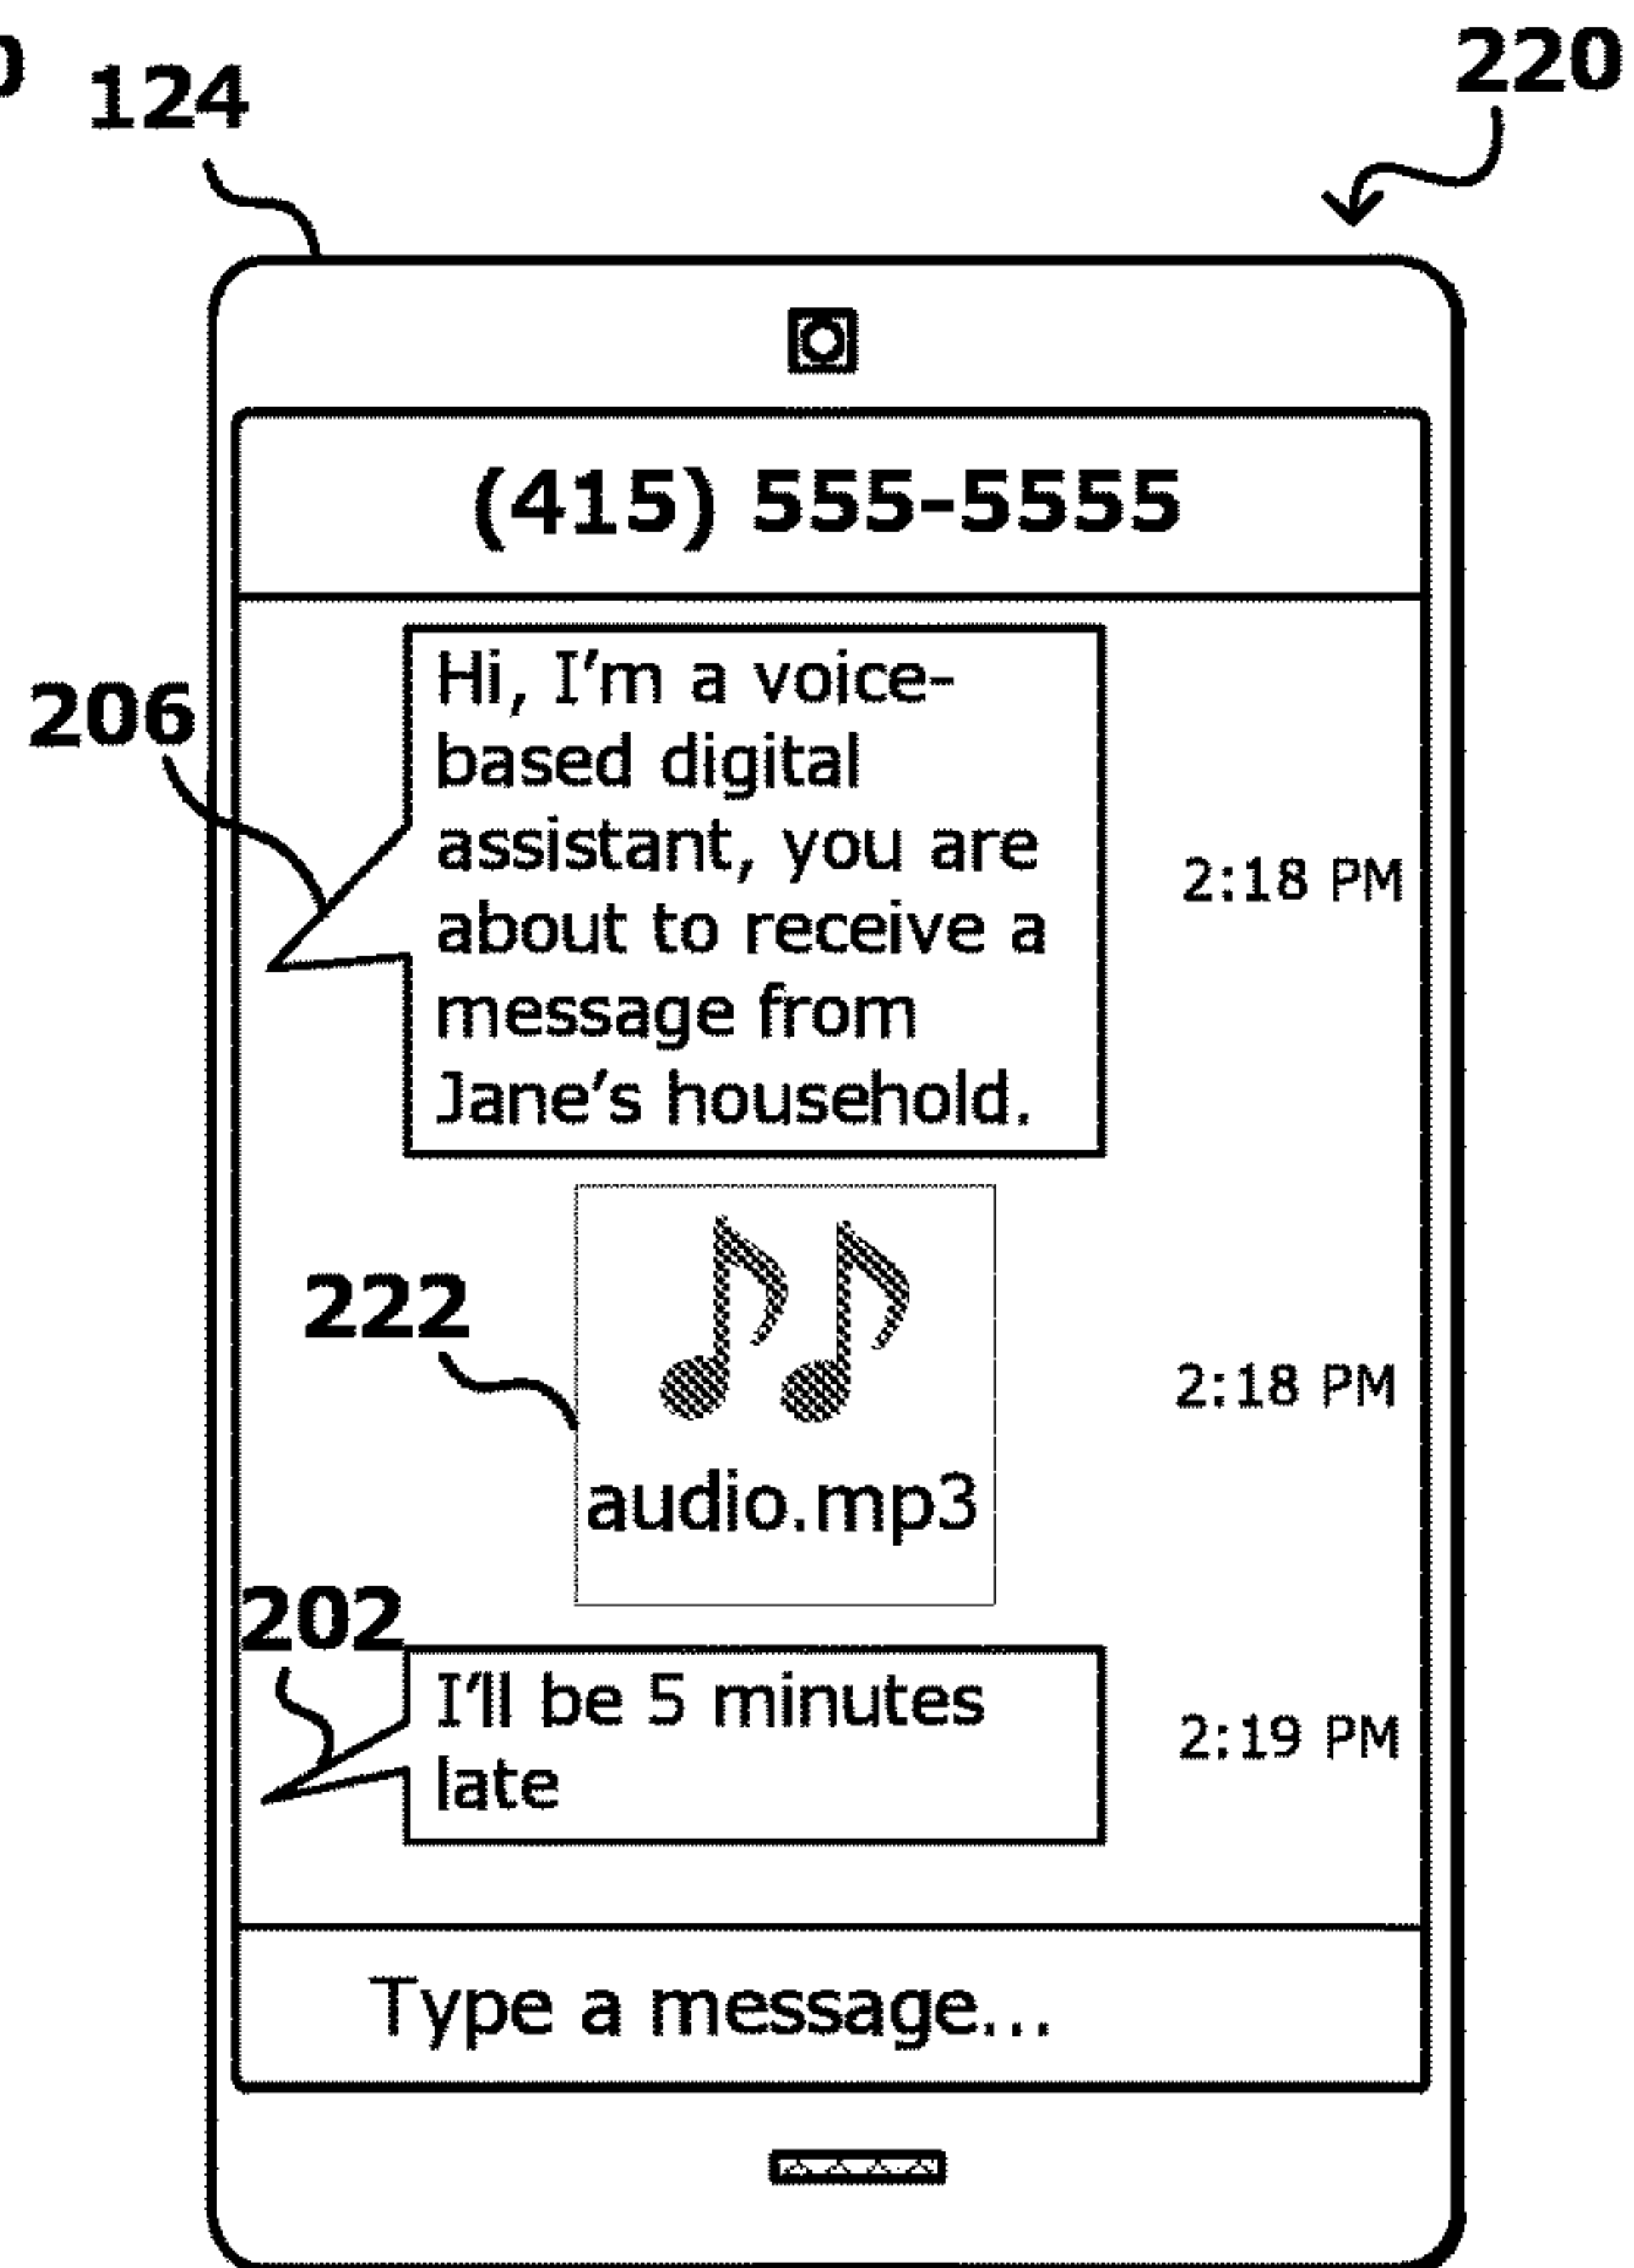 124
220
(415) 555-5555
206
Hi, I’m a voice-
based digital
assistant, you are
about to receive a
message from
Jane’s household.
2:18 PM
222
audio.mp3
2:18 PM
202
I’ll be 5 minutes
late
2:19 PM
Type a message...